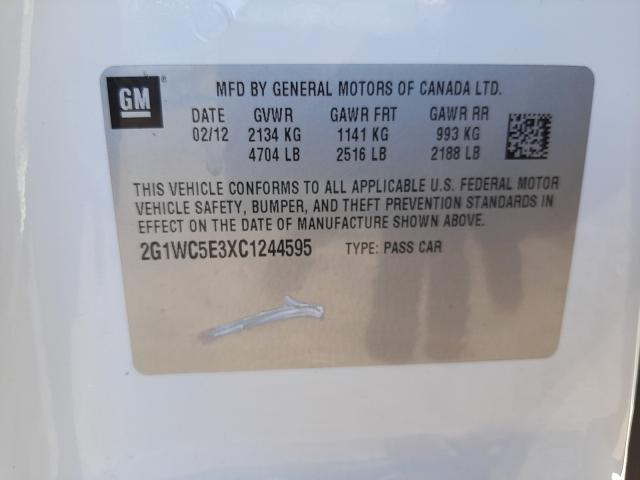 GM
MFD BY GENERAL MOTORS OF CANADA LTD.
DATE GVWR GAWR FRT GAWR RR
02/12 2134 KG 1141 KG 993 KG
4704 LB 2516 LB 2188 LB
THIS VEHICLE CONFORMS TO ALL APPLICABLE U.S. FEDERAL MOTOR
VEHICLE SAFETY, BUMPER, AND THEFT PREVENTION STANDARDS IN
EFFECT ON THE DATE OF MANUFACTURE SHOWN ABOVE.
2G1WC5E3XC1244595 TYPE: PASS CAR